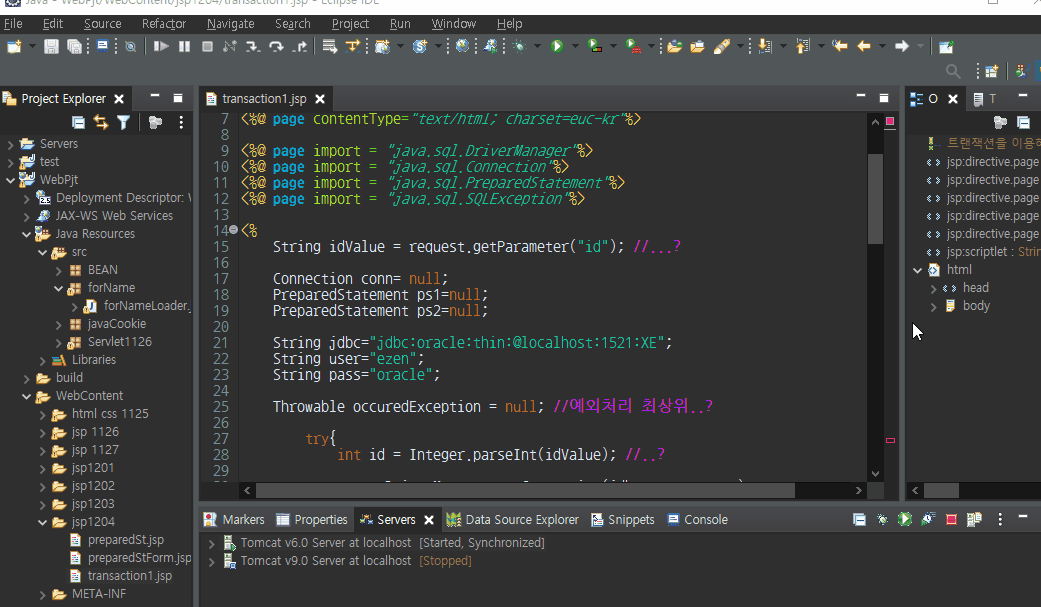 Java - WebPjt/WebContent/jsp1204/transaction1.jsp - Eclipse IDE
File Edit Source Refactor Navigate Search Project Run Window Help
Project Explorer
Servers
test
WebPjt
Deployment Descriptor:
JAX-WS Web Services
Java Resources
src
BEAN
forName
forNameLoader.
javaCookie
Servlet1126
Libraries
build
WebContent
html css 1125
jsp 1126
jsp 1127
jsp1201
jsp1202
jsp1203
jsp1204
preparedSt.jsp
preparedStForm.jsp
transaction1.jsp
META-INF
transaction1.jsp
7 <%@ page contentType="text/html; charset=euc-kr"%>
8
9 <%@ page import = "java.sql.DriverManager"%>
10 <%@ page import = "java.sql.Connection"%>
11 <%@ page import = "java.sql.PreparedStatement"%>
12 <%@ page import = "java.sql.SQLException"%>
13
14 <%
15 String idValue = request.getParameter("id"); //...?
16
17 Connection conn= null;
18 PreparedStatement ps1=null;
19 PreparedStatement ps2=null;
20
21 String jdbc="jdbc:oracle:thin:@localhost:1521:XE";
22 String user="ezen";
23 String pass="oracle";
24
25 Throwable occuredException = null; //예외처리 최상위..?
26
27 try{
28 int id = Integer.parseInt(idValue); //..?
29
O T
트랜잭션을 이용하
jsp:directive.page
jsp:directive.page
jsp:directive.page
jsp:directive.page
jsp:directive.page
jsp:scriptlet : Strin
html
head
body
Markers Properties Servers Data Source Explorer Snippets Console
Tomcat v6.0 Server at localhost [Started, Synchronized]
Tomcat v9.0 Server at localhost [Stopped]